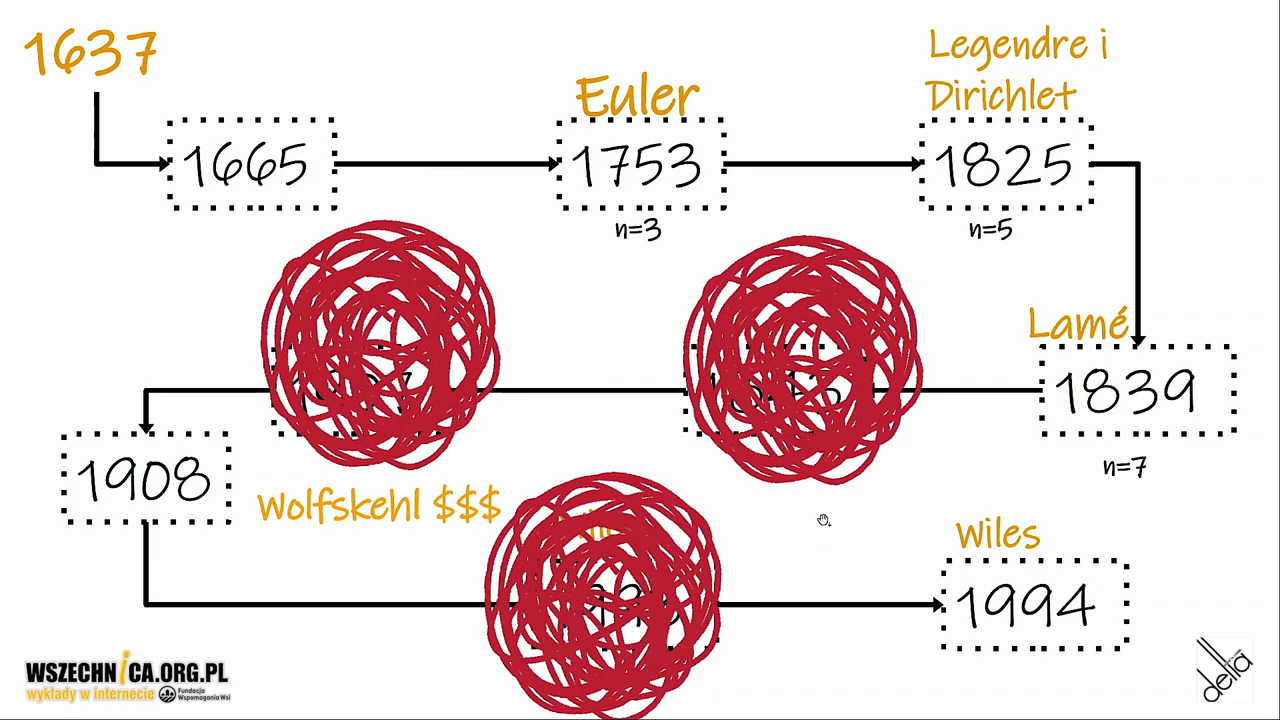 1637
Legendre i
Dirichlet
Euler
1665
1753
1825
n=3
n=5
Lamé
1839
n=7
1908
Wolfskehl $$$
Wiles
1994
WSZECHNICA.ORG.PL
wykłady w internecie
Fundacja
Wspomagania Wsi
delta